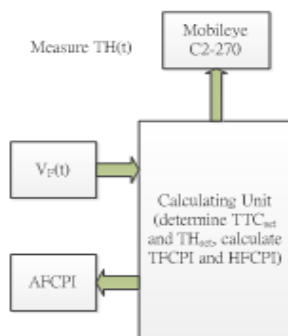 Mobileye
C2-270
Measure TH(t)
V_F(t)
Calculating Unit
(determine TTC_set
and TH_set, calculate
TFCPI and HFCPI)
AFCPI